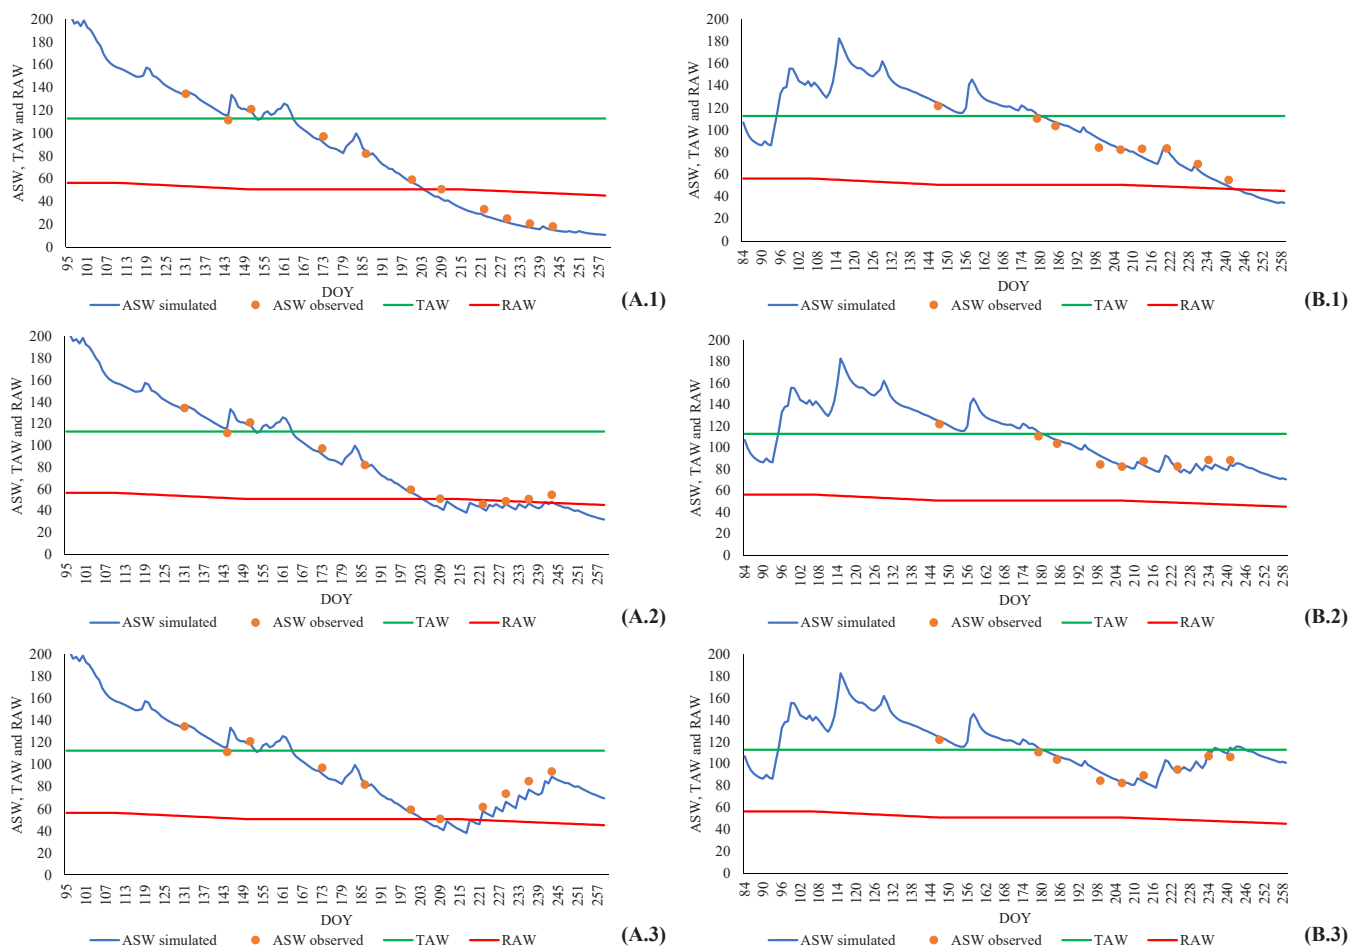 ASW, TAW and RAW
200
180
160
140
120
100
80
60
40
20
0
95 101 107 113 119 125 131 137 143 149 155 161 167 173 179 185 191 197 203 209 215 221 227 233 239 245 251 257
DOY
ASW simulated ASW observed TAW RAW
(A.1)
ASW, TAW and RAW
200
180
160
140
120
100
80
60
40
20
0
84 90 96 102 108 114 120 126 132 138 144 150 156 162 168 174 180 186 192 198 204 210 216 222 228 234 240 246 252 258
DOY
ASW simulated ASW observed TAW RAW
(B.1)
ASW, TAW and RAW
200
180
160
140
120
100
80
60
40
20
0
95 101 107 113 119 125 131 137 143 149 155 161 167 173 179 185 191 197 203 209 215 221 227 233 239 245 251 257
DOY
ASW simulated ASW observed TAW RAW
(A.2)
ASW, TAW and RAW
200
180
160
140
120
100
80
60
40
20
0
84 90 96 102 108 114 120 126 132 138 144 150 156 162 168 174 180 186 192 198 204 210 216 222 228 234 240 246 252 258
DOY
ASW simulated ASW observed TAW RAW
(B.2)
ASW, TAW and RAW
200
180
160
140
120
100
80
60
40
20
0
95 101 107 113 119 125 131 137 143 149 155 161 167 173 179 185 191 197 203 209 215 221 227 233 239 245 251 257
DOY
ASW simulated ASW observed TAW RAW
(A.3)
ASW, TAW and RAW
200
180
160
140
120
100
80
60
40
20
0
84 90 96 102 108 114 120 126 132 138 144 150 156 162 168 174 180 186 192 198 204 210 216 222 228 234 240 246 252 258
DOY
ASW simulated ASW observed TAW RAW
(B.3)